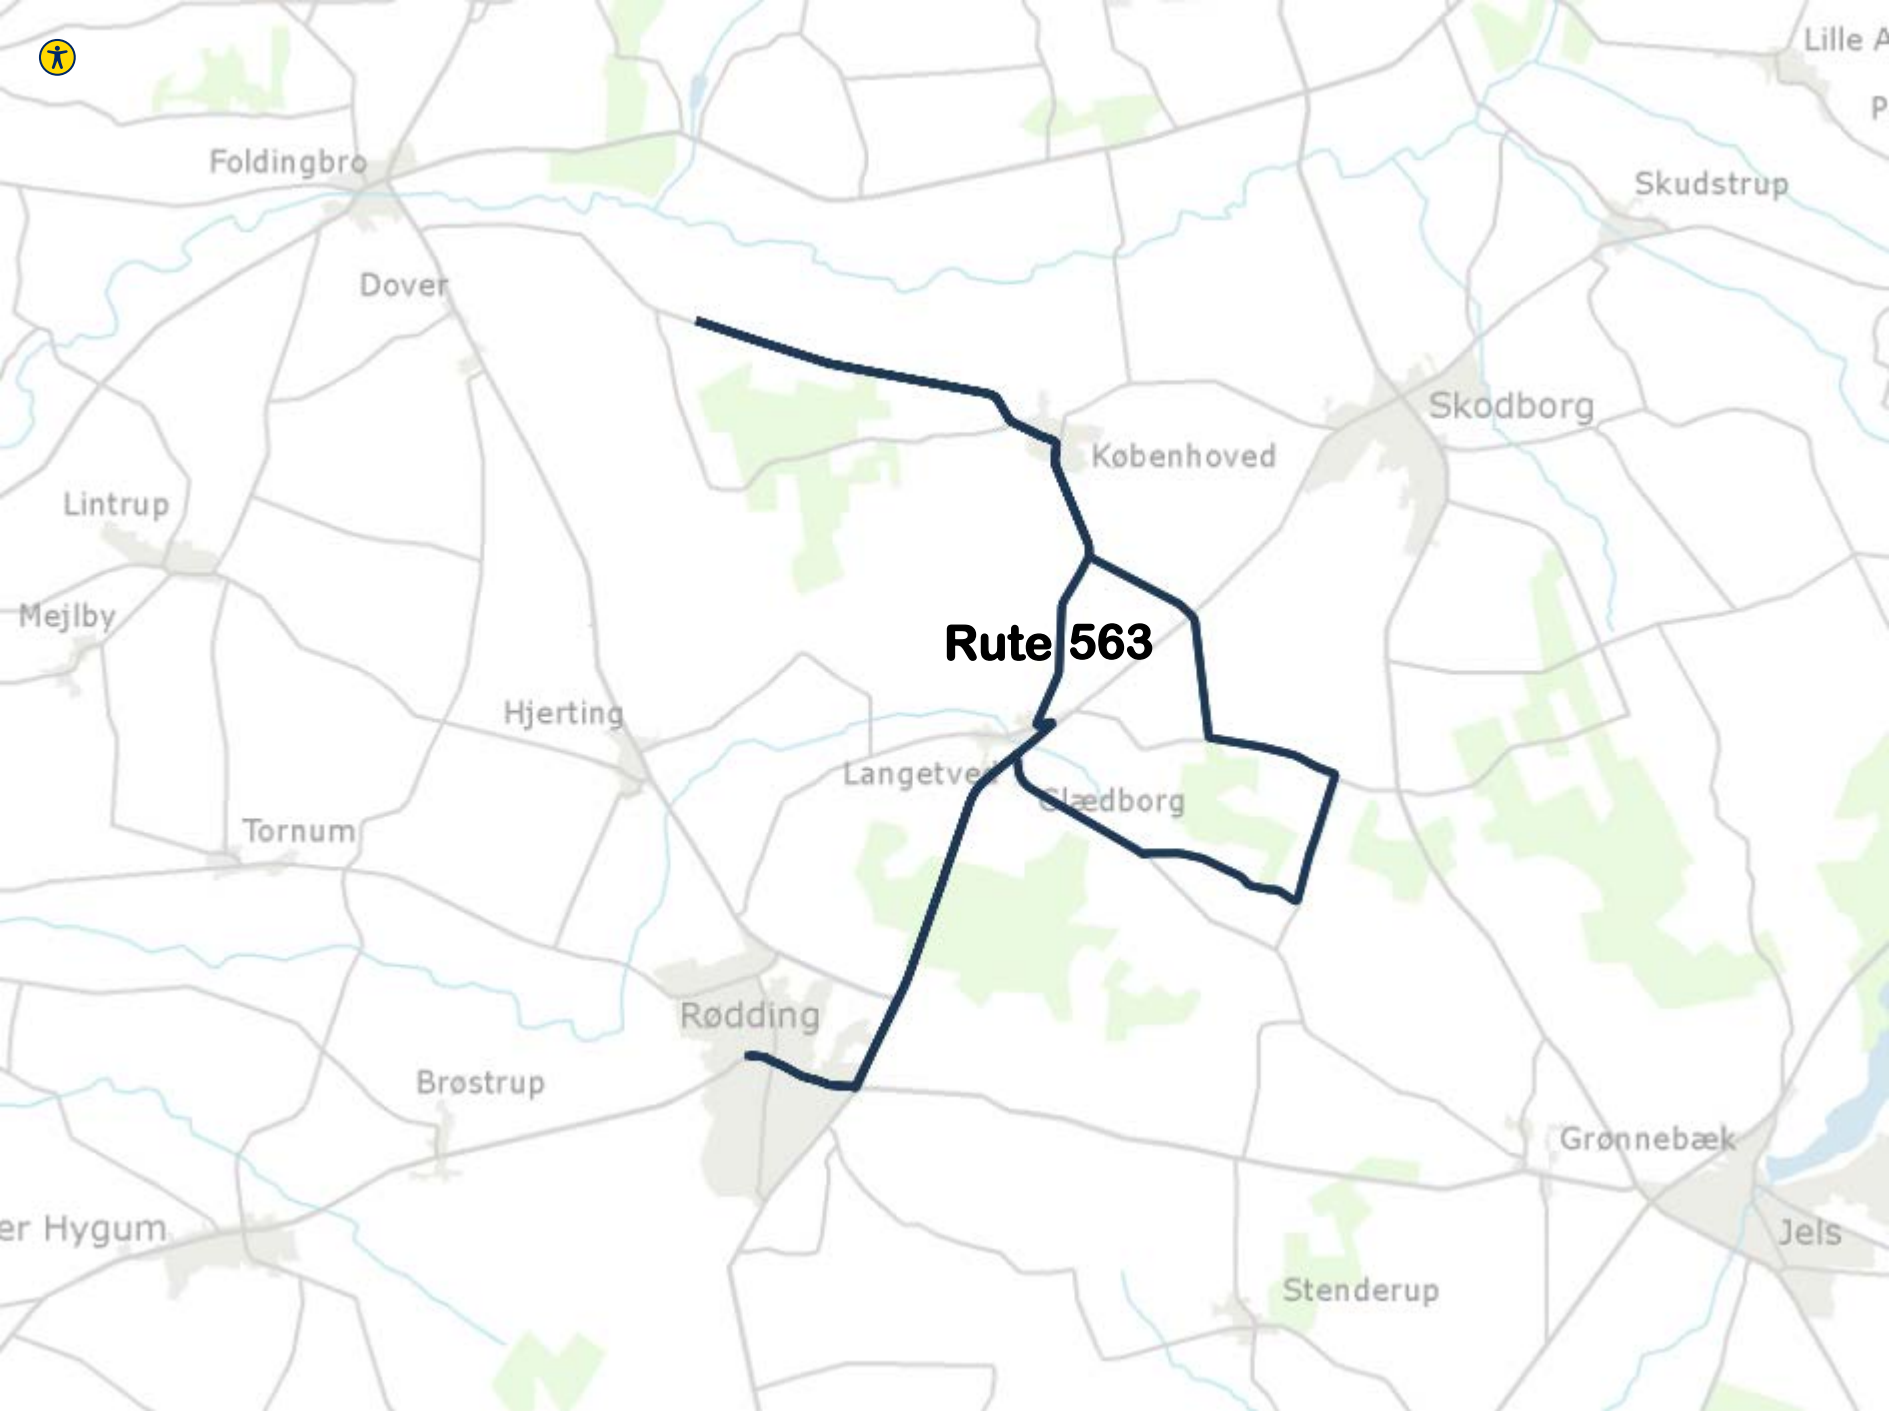 Lille A
P
Foldingbro
Skudstrup
Dover
Skodborg
Københoved
Lintrup
Mejlby
Rute 563
Hjerting
Langetved
Glædborg
Tornum
Rødding
Brøstrup
Grønnebæk
er Hygum
Jels
Stenderup